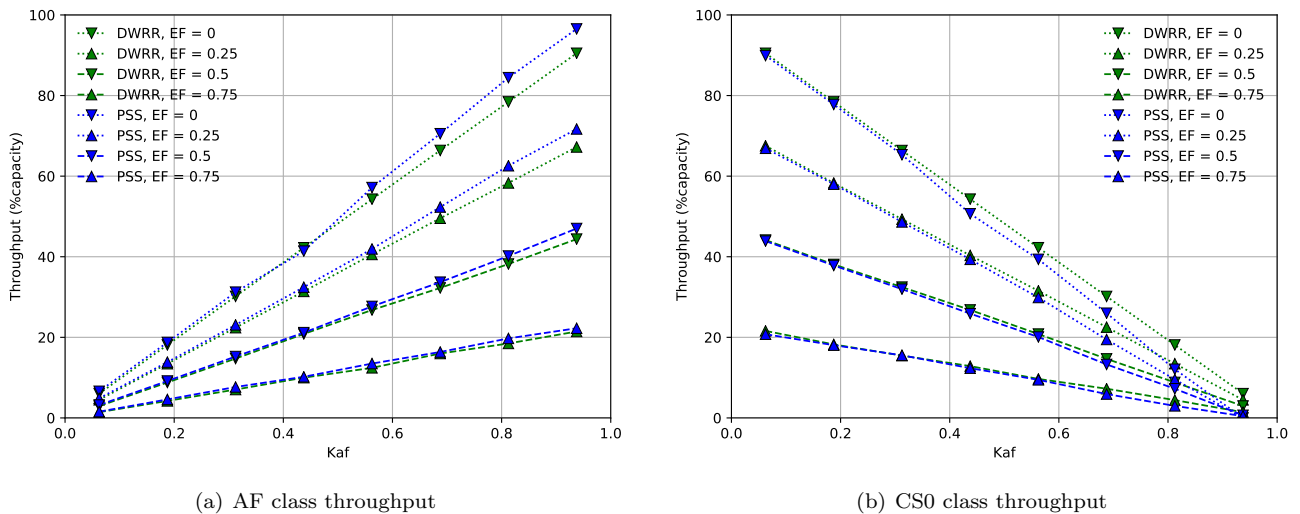 100
80
60
40
20
0
Throughput (%capacity)
DWRR, EF = 0
DWRR, EF = 0.25
DWRR, EF = 0.5
DWRR, EF = 0.75
PSS, EF = 0
PSS, EF = 0.25
PSS, EF = 0.5
PSS, EF = 0.75
0.0 0.2 0.4 0.6 0.8 1.0
Kaf
(a) AF class throughput
100
80
60
40
20
0
Throughput (%capacity)
DWRR, EF = 0
DWRR, EF = 0.25
DWRR, EF = 0.5
DWRR, EF = 0.75
PSS, EF = 0
PSS, EF = 0.25
PSS, EF = 0.5
PSS, EF = 0.75
0.0 0.2 0.4 0.6 0.8 1.0
Kaf
(b) CS0 class throughput